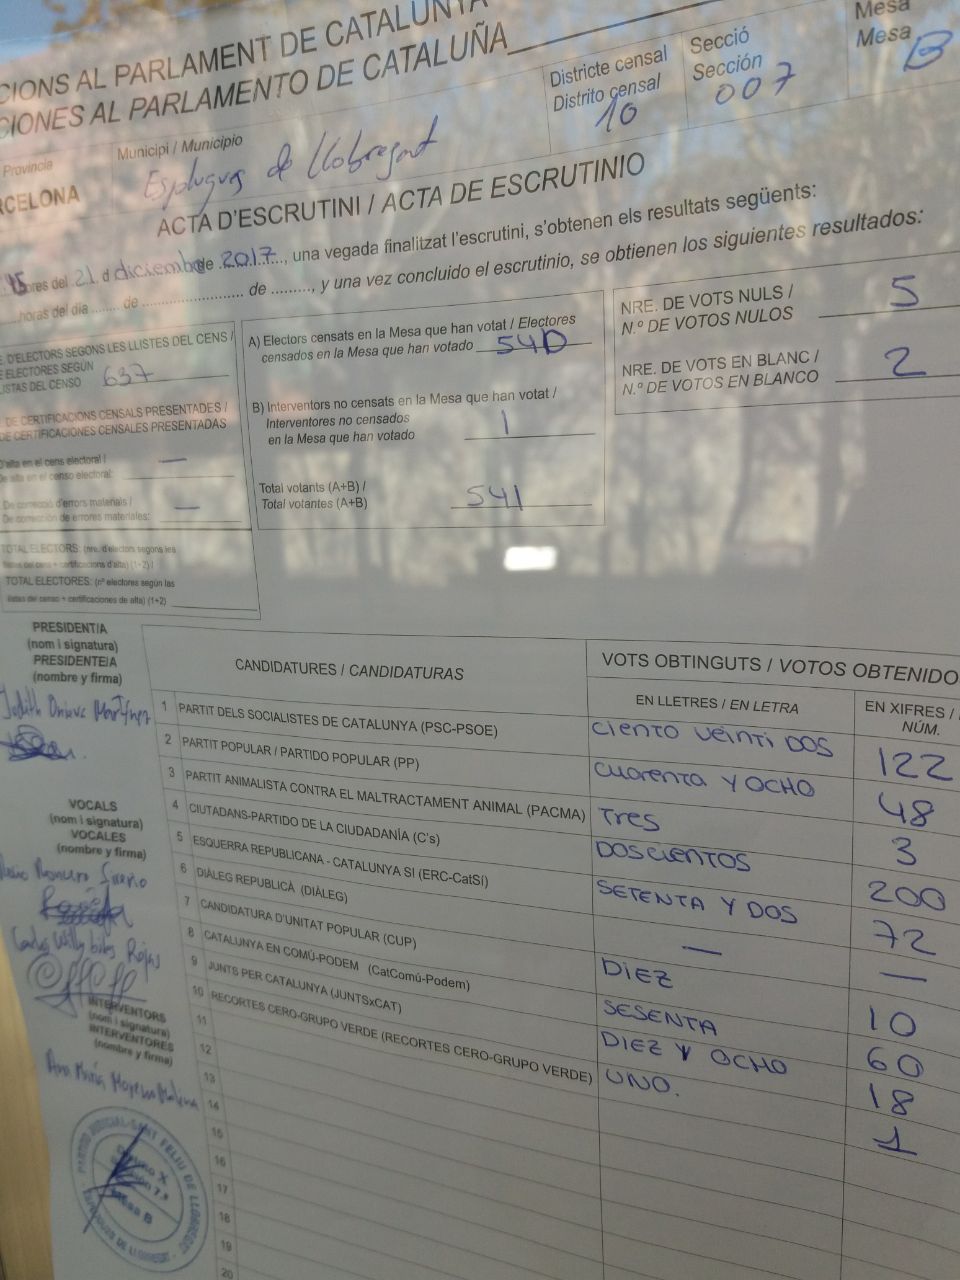 CIONS AL PARLAMENT DE CATALUNYA
CIONES AL PARLAMENTO DE CATALUÑA
Districte censal
Distrito censal
10
Secció
Sección
007
Mesa
Mesa
B
Provincia
RCELONA
Municipi / Municipio
Esplugues de Llobregat
ACTA D'ESCRUTINI / ACTA DE ESCRUTINIO
ores del 21 d diciembre de 2017, una vegada finalitzat l'escrutini, s'obtenen els resultats següents:
horas del día ........ de ........................ de ........., y una vez concluido el escrutinio, se obtienen los siguientes resultados:
E. D'ELECTORS SEGONS LES LLISTES DEL CENS /
E ELECTORES SEGÚN
LISTAS DEL CENSO 637
DE CERTIFICACIONS CENSALS PRESENTADES /
DE CERTIFICACIONES CENSALES PRESENTADAS
D'alta en el cens electoral /
De alta en el censo electoral: —
De correcció d'errors materials /
De corrección de errores materiales: —
TOTAL ELECTORS: (nre. d'electors segons les
llistes del cens + certificacions d'alta) (1+2) /
TOTAL ELECTORES: (nº electores según las
listas del censo + certificaciones de alta) (1+2)
A) Electors censats en la Mesa que han votat / Electores
censados en la Mesa que han votado 540
B) Interventors no censats en la Mesa que han votat /
Interventores no censados
en la Mesa que han votado 1
Total votants (A+B) /
Total votantes (A+B) 541
NRE. DE VOTS NULS /
N.º DE VOTOS NULOS 5
NRE. DE VOTS EN BLANC /
N.º DE VOTOS EN BLANCO 2
PRESIDENT/A
(nom i signatura)
PRESIDENTE/A
(nombre y firma)
Judith Martínez
VOCALS
(nom i signatura)
VOCALES
(nombre y firma)
Romero
Carlos Willy Rojas
INTERVENTORS
(nom i signatura)
INTERVENTORES
(nombre y firma)
Ana María Moreno
PARTIDO JUDICIAL-SANT FELIU DE LLOBREGAT
ESPLUGUES DE LLOBREGAT
Distrito X
Sección 7.ª
Mesa B
CANDIDATURES / CANDIDATURAS
VOTS OBTINGUTS / VOTOS OBTENIDO
EN LLETRES / EN LETRA
EN XIFRES /
NÚM.
1 PARTIT DELS SOCIALISTES DE CATALUNYA (PSC-PSOE) CIENTO VEINTI DOS 122
2 PARTIT POPULAR / PARTIDO POPULAR (PP) CUARENTA Y OCHO 48
3 PARTIT ANIMALISTA CONTRA EL MALTRACTAMENT ANIMAL (PACMA) TRES 3
4 CIUTADANS-PARTIDO DE LA CIUDADANÍA (C's) DOSCIENTOS 200
5 ESQUERRA REPUBLICANA - CATALUNYA SI (ERC-CatSí) SETENTA Y DOS 72
6 DIÀLEG REPUBLICÀ (DIÀLEG) — —
7 CANDIDATURA D'UNITAT POPULAR (CUP) DIEZ 10
8 CATALUNYA EN COMÚ-PODEM (CatComú-Podem) SESENTA 60
9 JUNTS PER CATALUNYA (JUNTSxCAT) DIEZ Y OCHO 18
10 RECORTES CERO-GRUPO VERDE (RECORTES CERO-GRUPO VERDE) UNO. 1
11
12
13
14
15
16
17
18
19
20